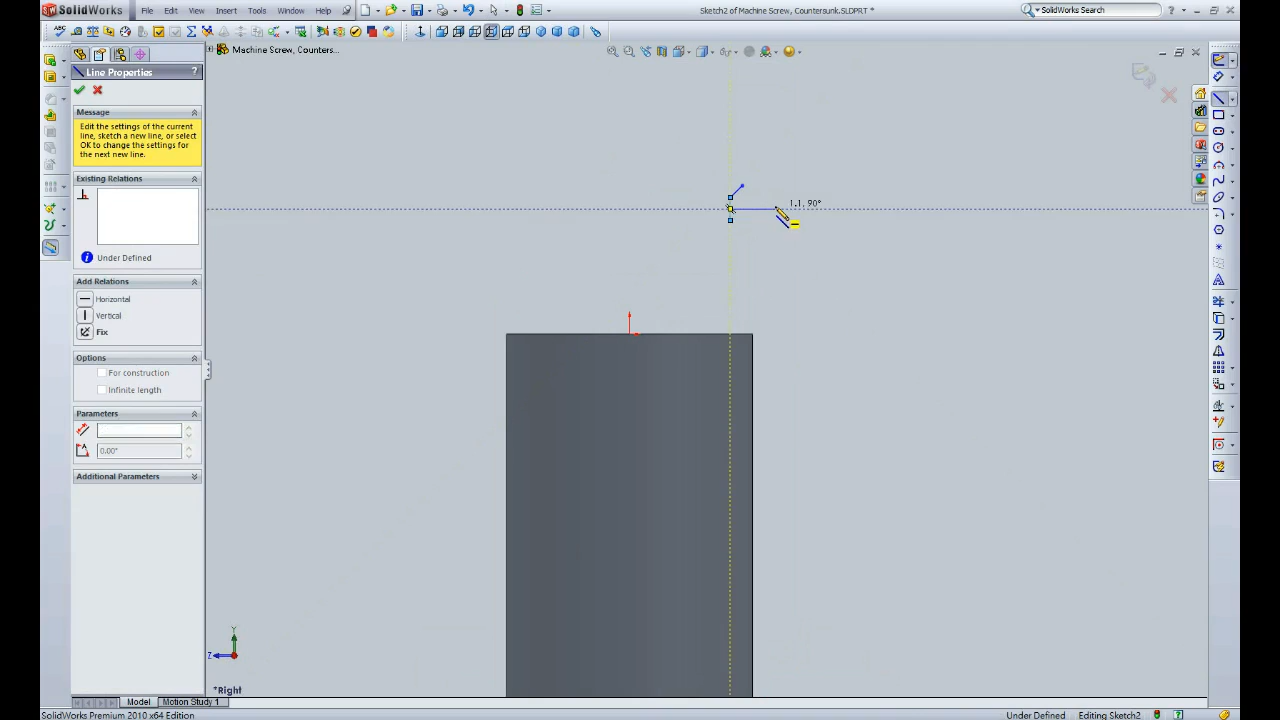 SolidWorks File Edit View Insert Tools Window Help Sketch2 of Machine Screw, Countersunk.SLDPRT * SolidWorks Search
Machine Screw, Counters...
Line Properties ?
Message
Edit the settings of the current
line, sketch a new line, or select
OK to change the settings for
the next new line.
Existing Relations
Under Defined
Add Relations
Horizontal
Vertical
Fix
Options
For construction
Infinite length
Parameters
0.00°
Additional Parameters
1.1, 90°
Y
Z
*Right
Model Motion Study 1
SolidWorks Premium 2010 x64 Edition Under Defined Editing Sketch2